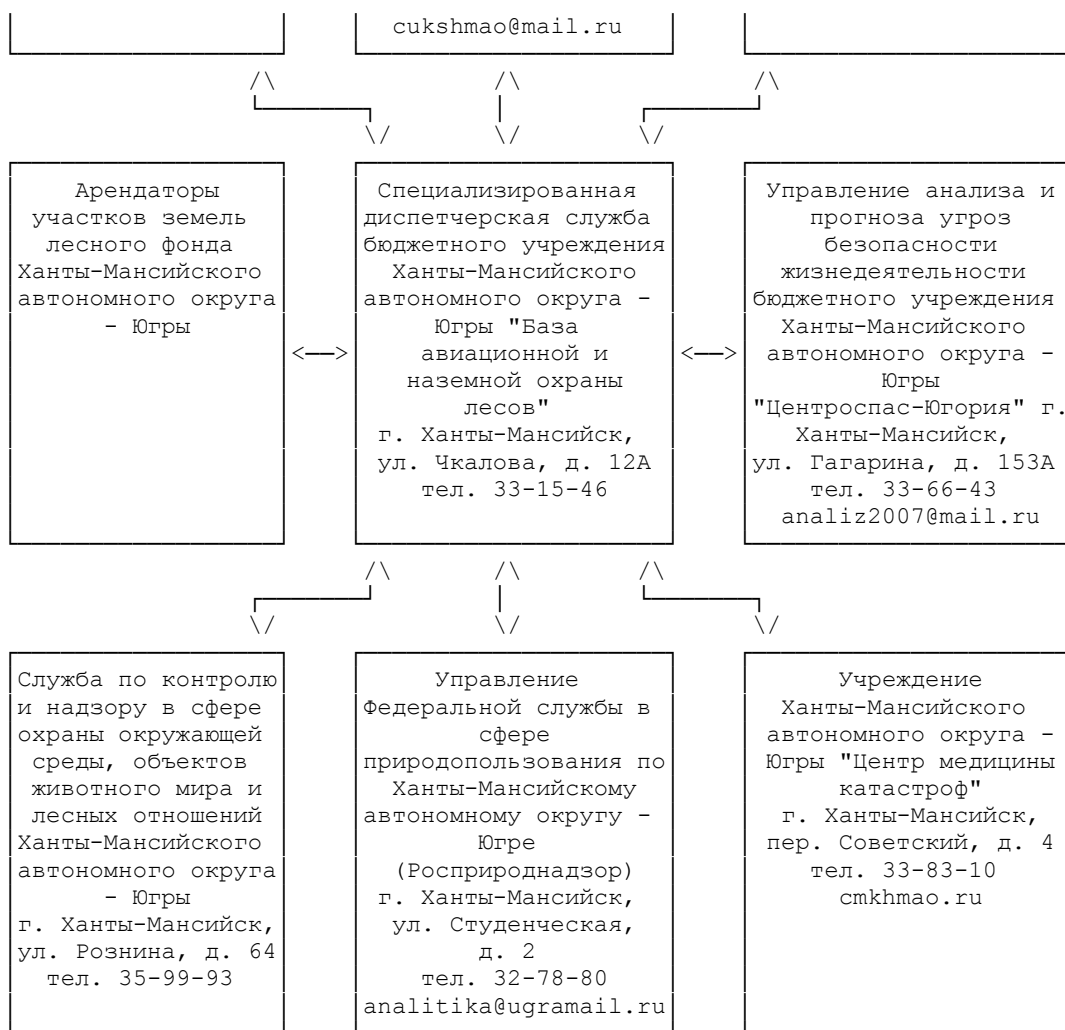 cukshmao@mail.ru
Арендаторы
участков земель
лесного фонда
Ханты-Мансийского
автономного округа
- Югры
Специализированная
диспетчерская служба
бюджетного учреждения
Ханты-Мансийского
автономного округа -
Югры "База
авиационной и
наземной охраны
лесов"
г. Ханты-Мансийск,
ул. Чкалова, д. 12А
тел. 33-15-46
Управление анализа и
прогноза угроз
безопасности
жизнедеятельности
бюджетного учреждения
Ханты-Мансийского
автономного округа -
Югры
"Центроспас-Югория" г.
Ханты-Мансийск,
ул. Гагарина, д. 153А
тел. 33-66-43
analiz2007@mail.ru
Служба по контролю
и надзору в сфере
охраны окружающей
среды, объектов
животного мира и
лесных отношений
Ханты-Мансийского
автономного округа
- Югры
г. Ханты-Мансийск,
ул. Рознина, д. 64
тел. 35-99-93
Управление
Федеральной службы в
сфере
природопользования по
Ханты-Мансийскому
автономному округу -
Югре
(Росприроднадзор)
г. Ханты-Мансийск,
ул. Студенческая,
д. 2
тел. 32-78-80
analitika@ugramail.ru
Учреждение
Ханты-Мансийского
автономного округа -
Югры "Центр медицины
катастроф"
г. Ханты-Мансийск,
пер. Советский, д. 4
тел. 33-83-10
cmkhmao.ru